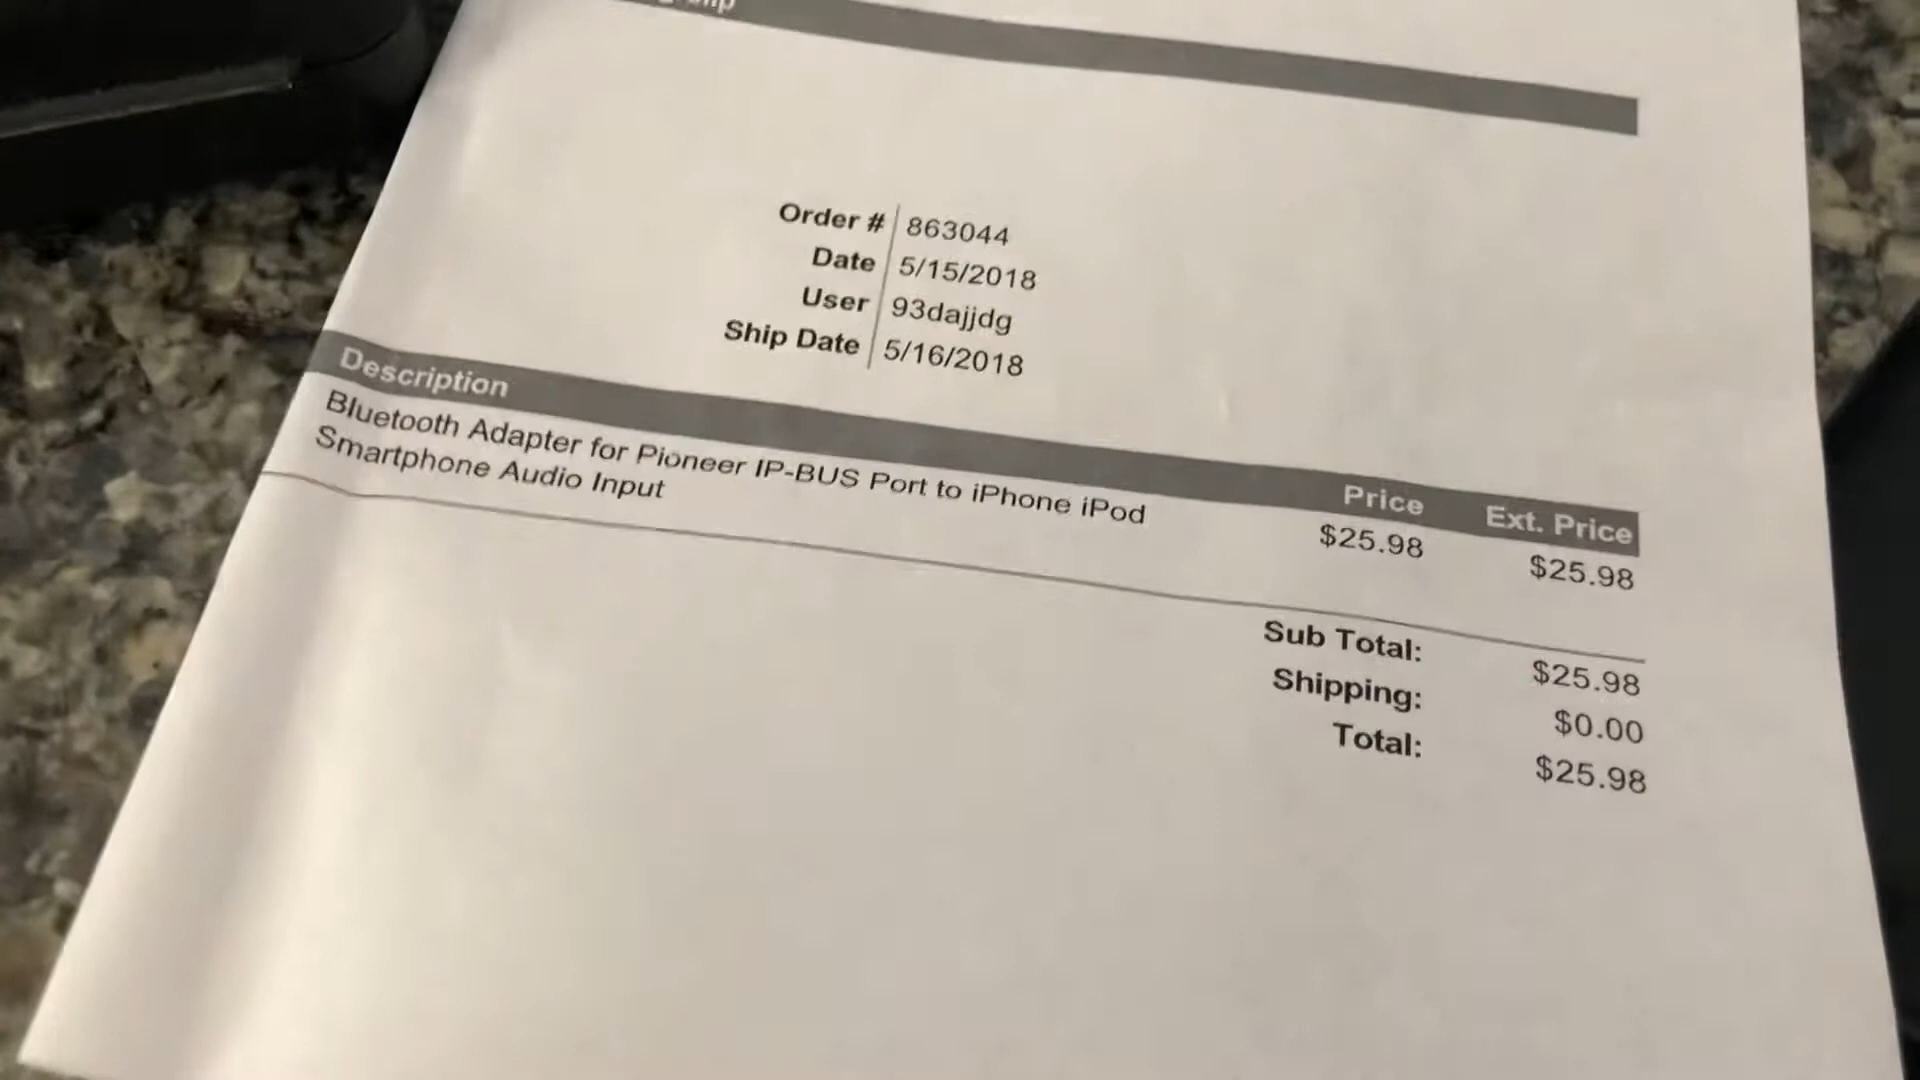 Order # 863044
Date 5/15/2018
User 93dajjdg
Ship Date 5/16/2018
Description Price Ext. Price
Bluetooth Adapter for Pioneer IP-BUS Port to iPhone iPod $25.98 $25.98
Smartphone Audio Input
Sub Total: $25.98
Shipping: $0.00
Total: $25.98